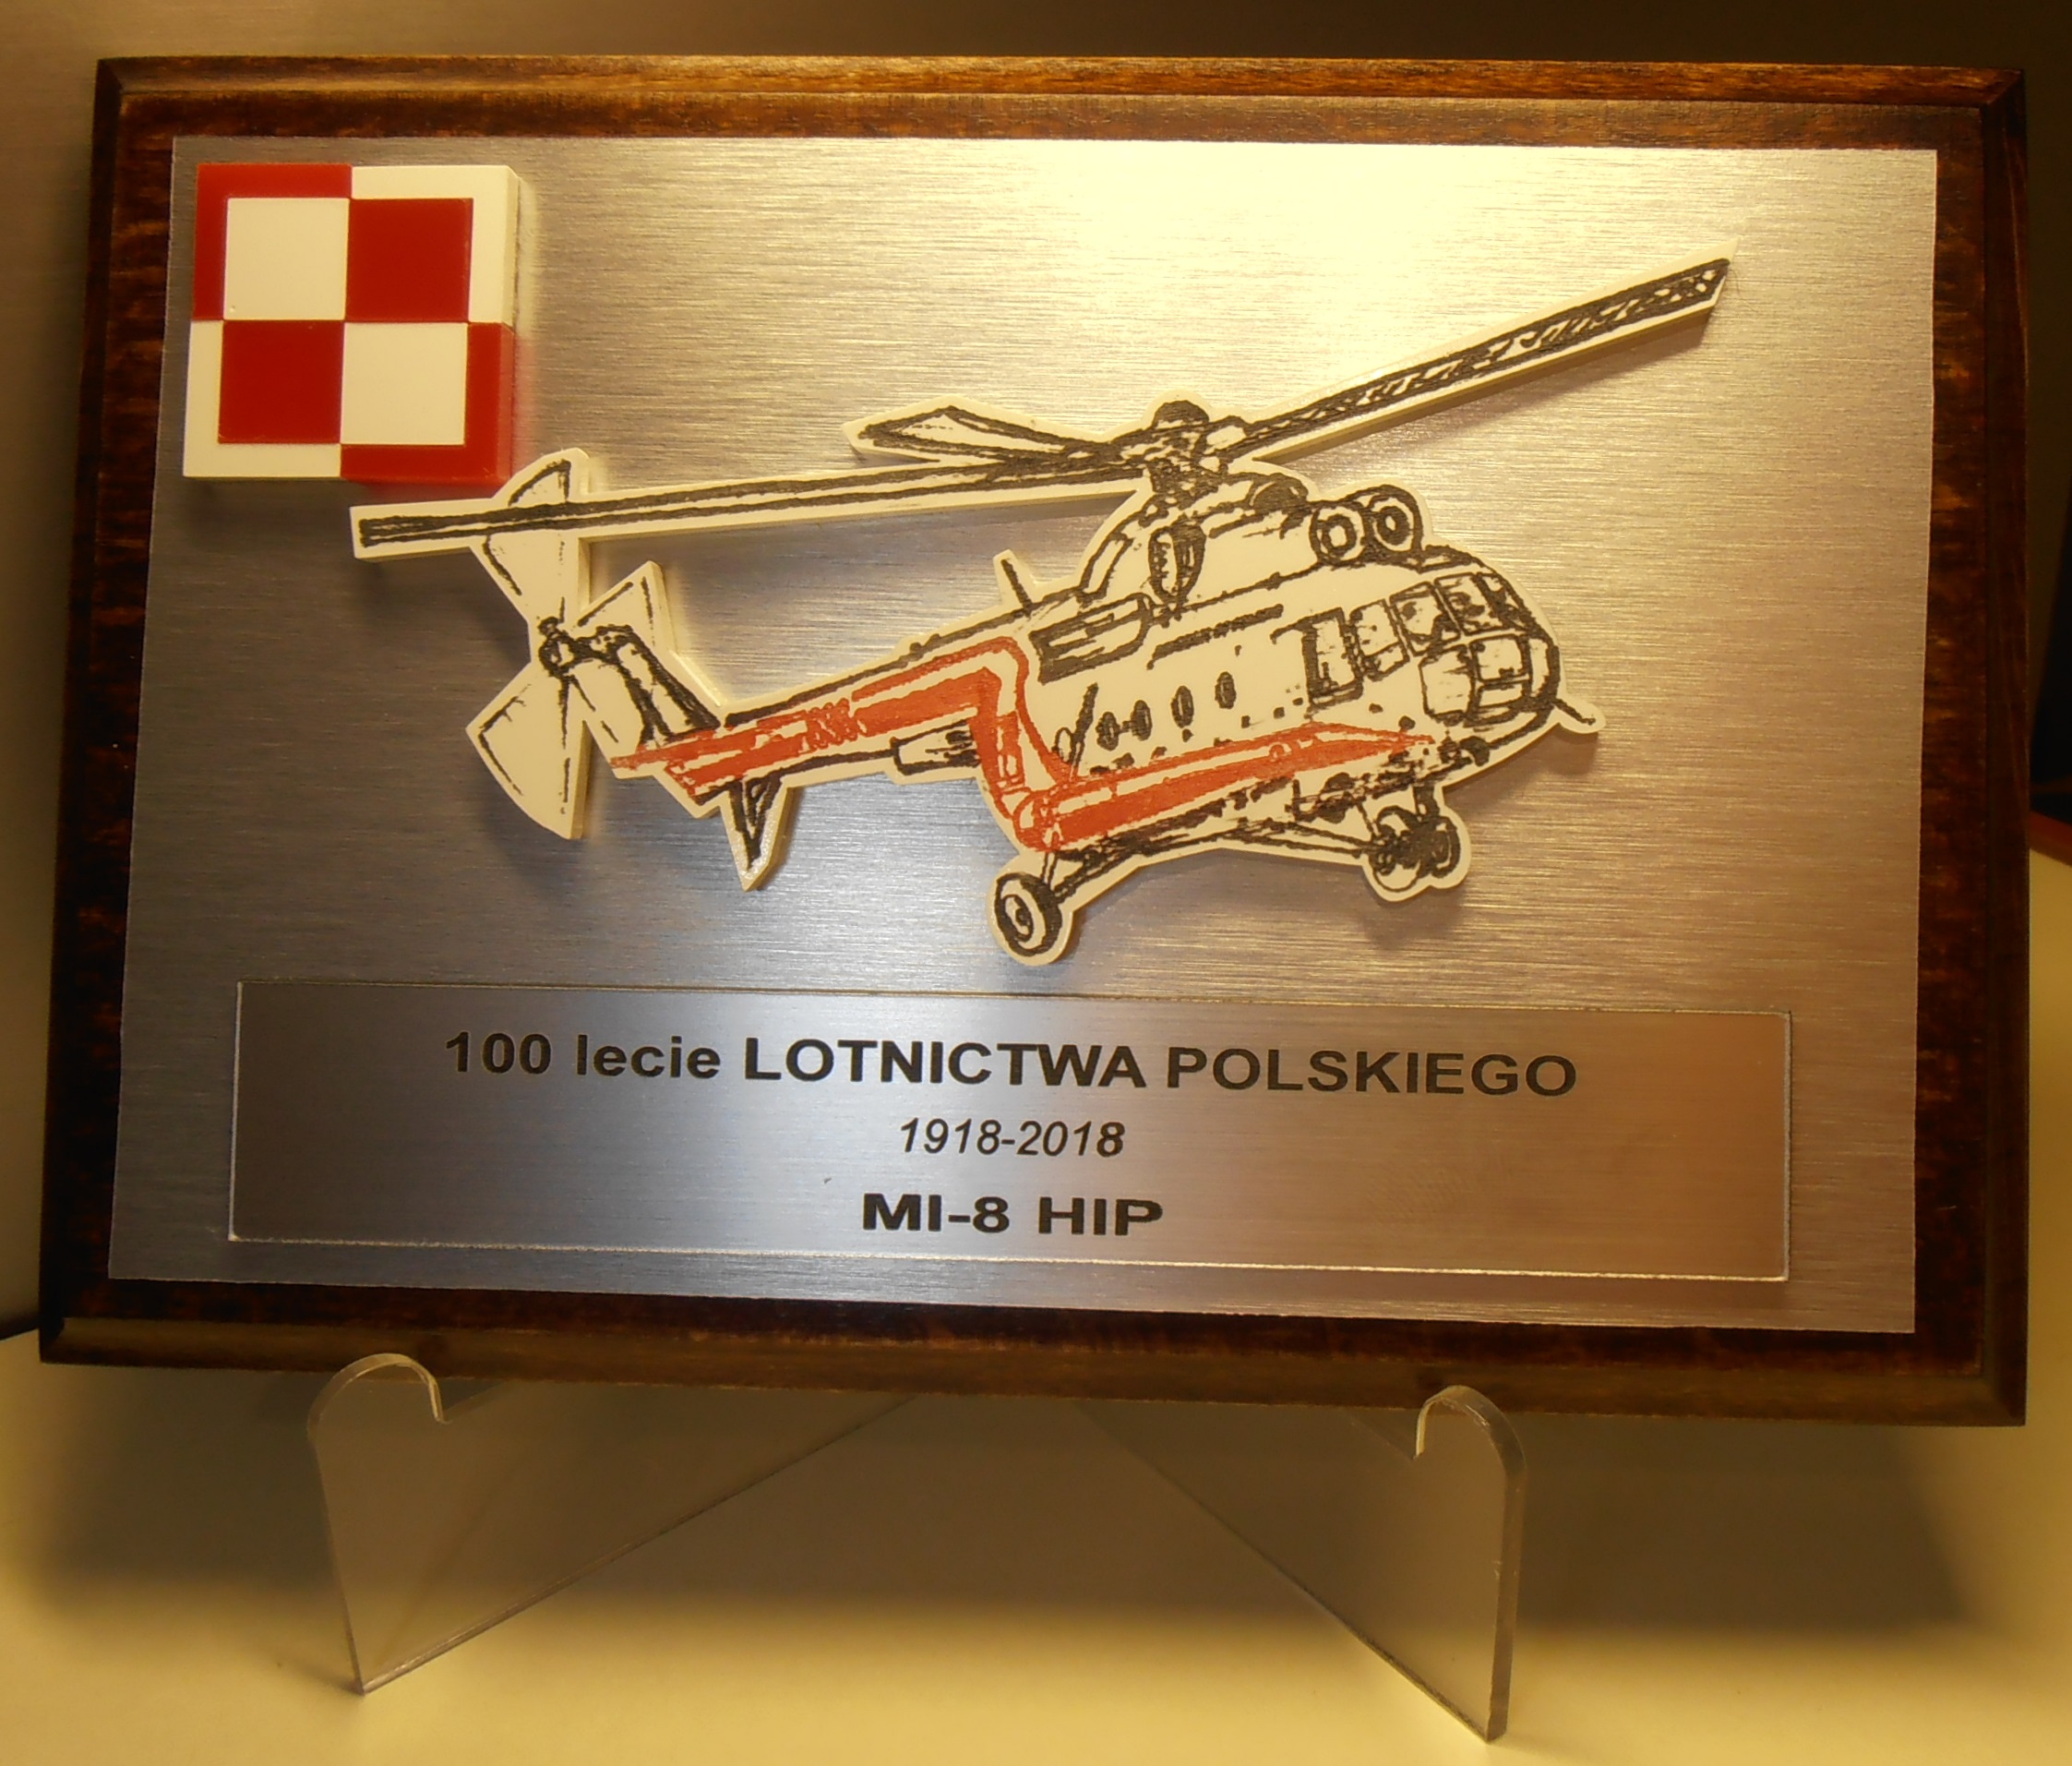 100 lecie LOTNICTWA POLSKIEGO
1918-2018
MI-8 HIP